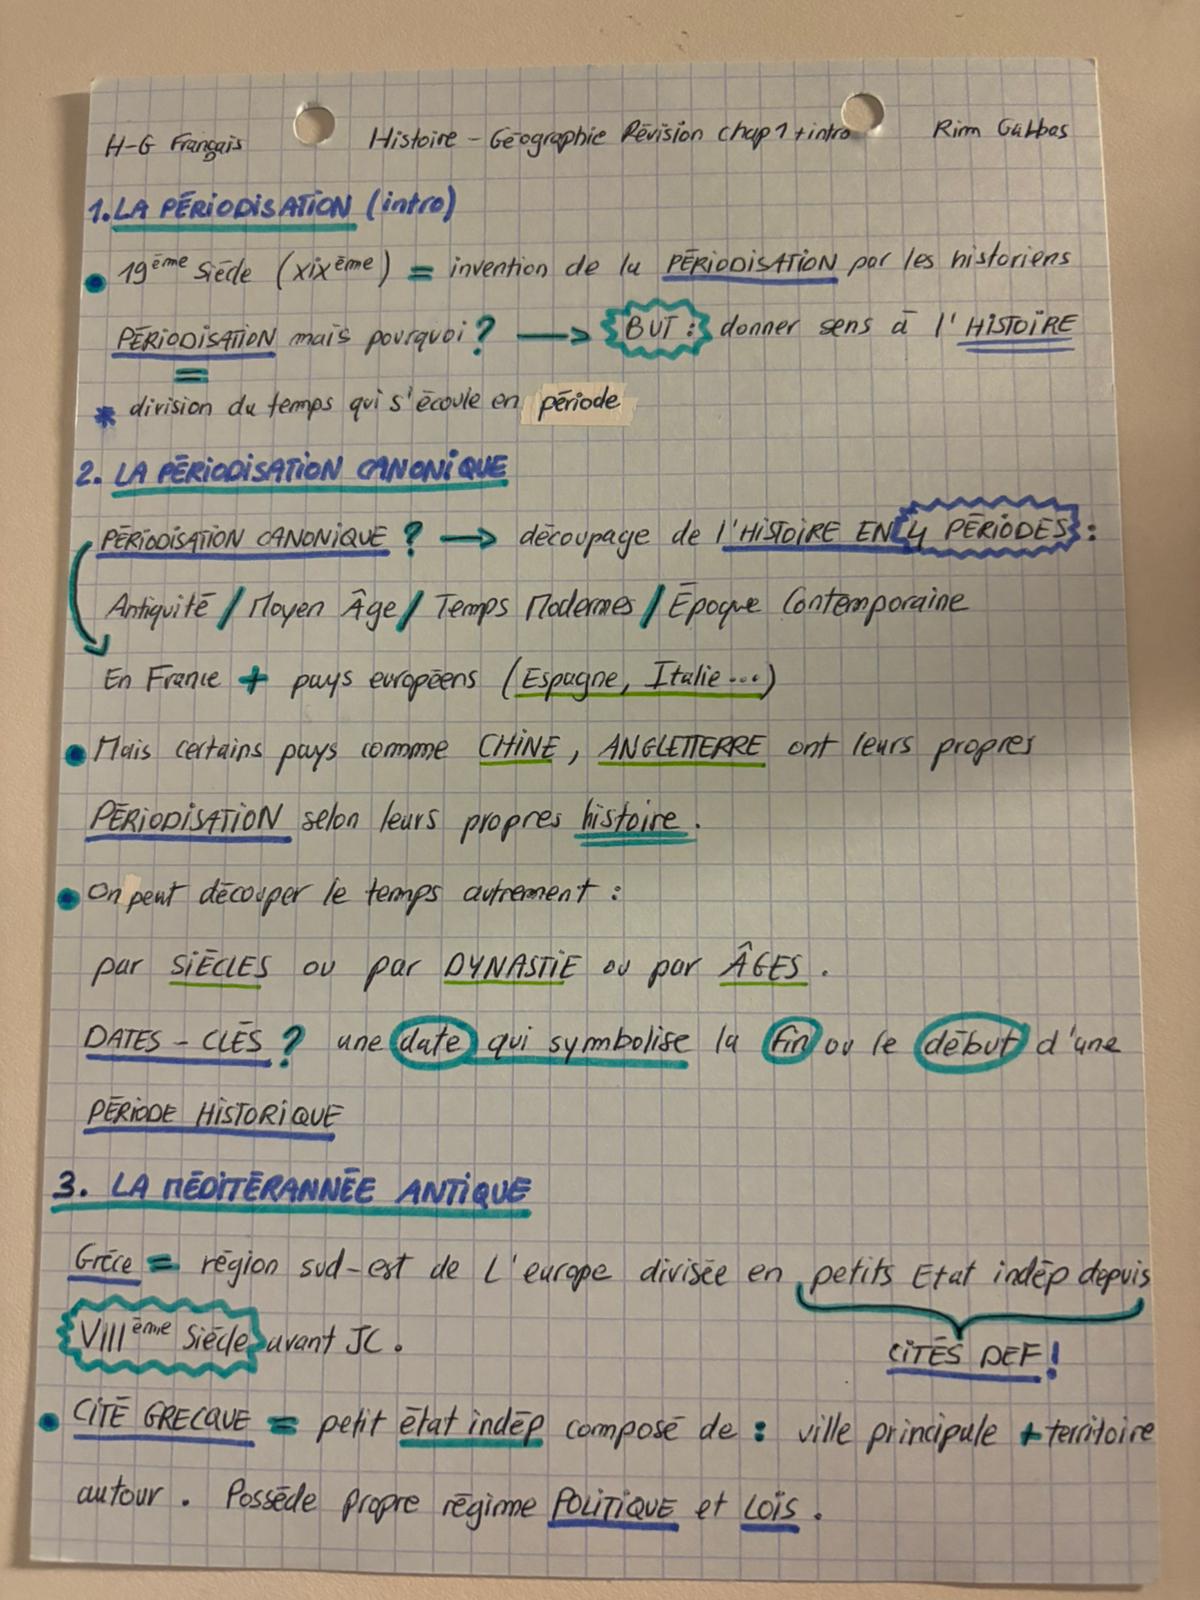 H-G Français Histoire - Géographie Révision chap 1 + intro Rim Gabbas
1. LA PÉRIODISATION (intro)
• 19ème siècle (XIXème) = invention de la PÉRIODISATION par les historiens
PÉRIODISATION mais pourquoi ? → BUT : donner sens à l'HISTOIRE
=
* division du temps qui s'écoule en période
2. LA PÉRIODISATION CANONIQUE
PÉRIODISATION CANONIQUE ? → découpage de l'HISTOIRE EN 4 PÉRIODES :
Antiquité / Moyen Âge / Temps Modernes / Époque Contemporaine
En France + pays européens (Espagne, Italie...)
• Mais certains pays comme CHINE, ANGLETTERRE ont leurs propres
PÉRIODISATION selon leurs propres histoire.
• On peut découper le temps autrement :
par SIÈCLES ou par DYNASTIE ou par ÂGES.
DATES - CLÉS ? une date qui symbolise la fin ou le début d'une
PÉRIODE HISTORIQUE
3. LA MÉDITÉRANNÉE ANTIQUE
Grèce = région sud-est de L'europe divisée en petits Etat indép depuis
VIIIème siècle avant JC.
CITÉS DEF !
• CITÉ GRECQUE = petit état indép composé de : ville principale + territoire
autour. Possède propre régime POLITIQUE et LOIS.